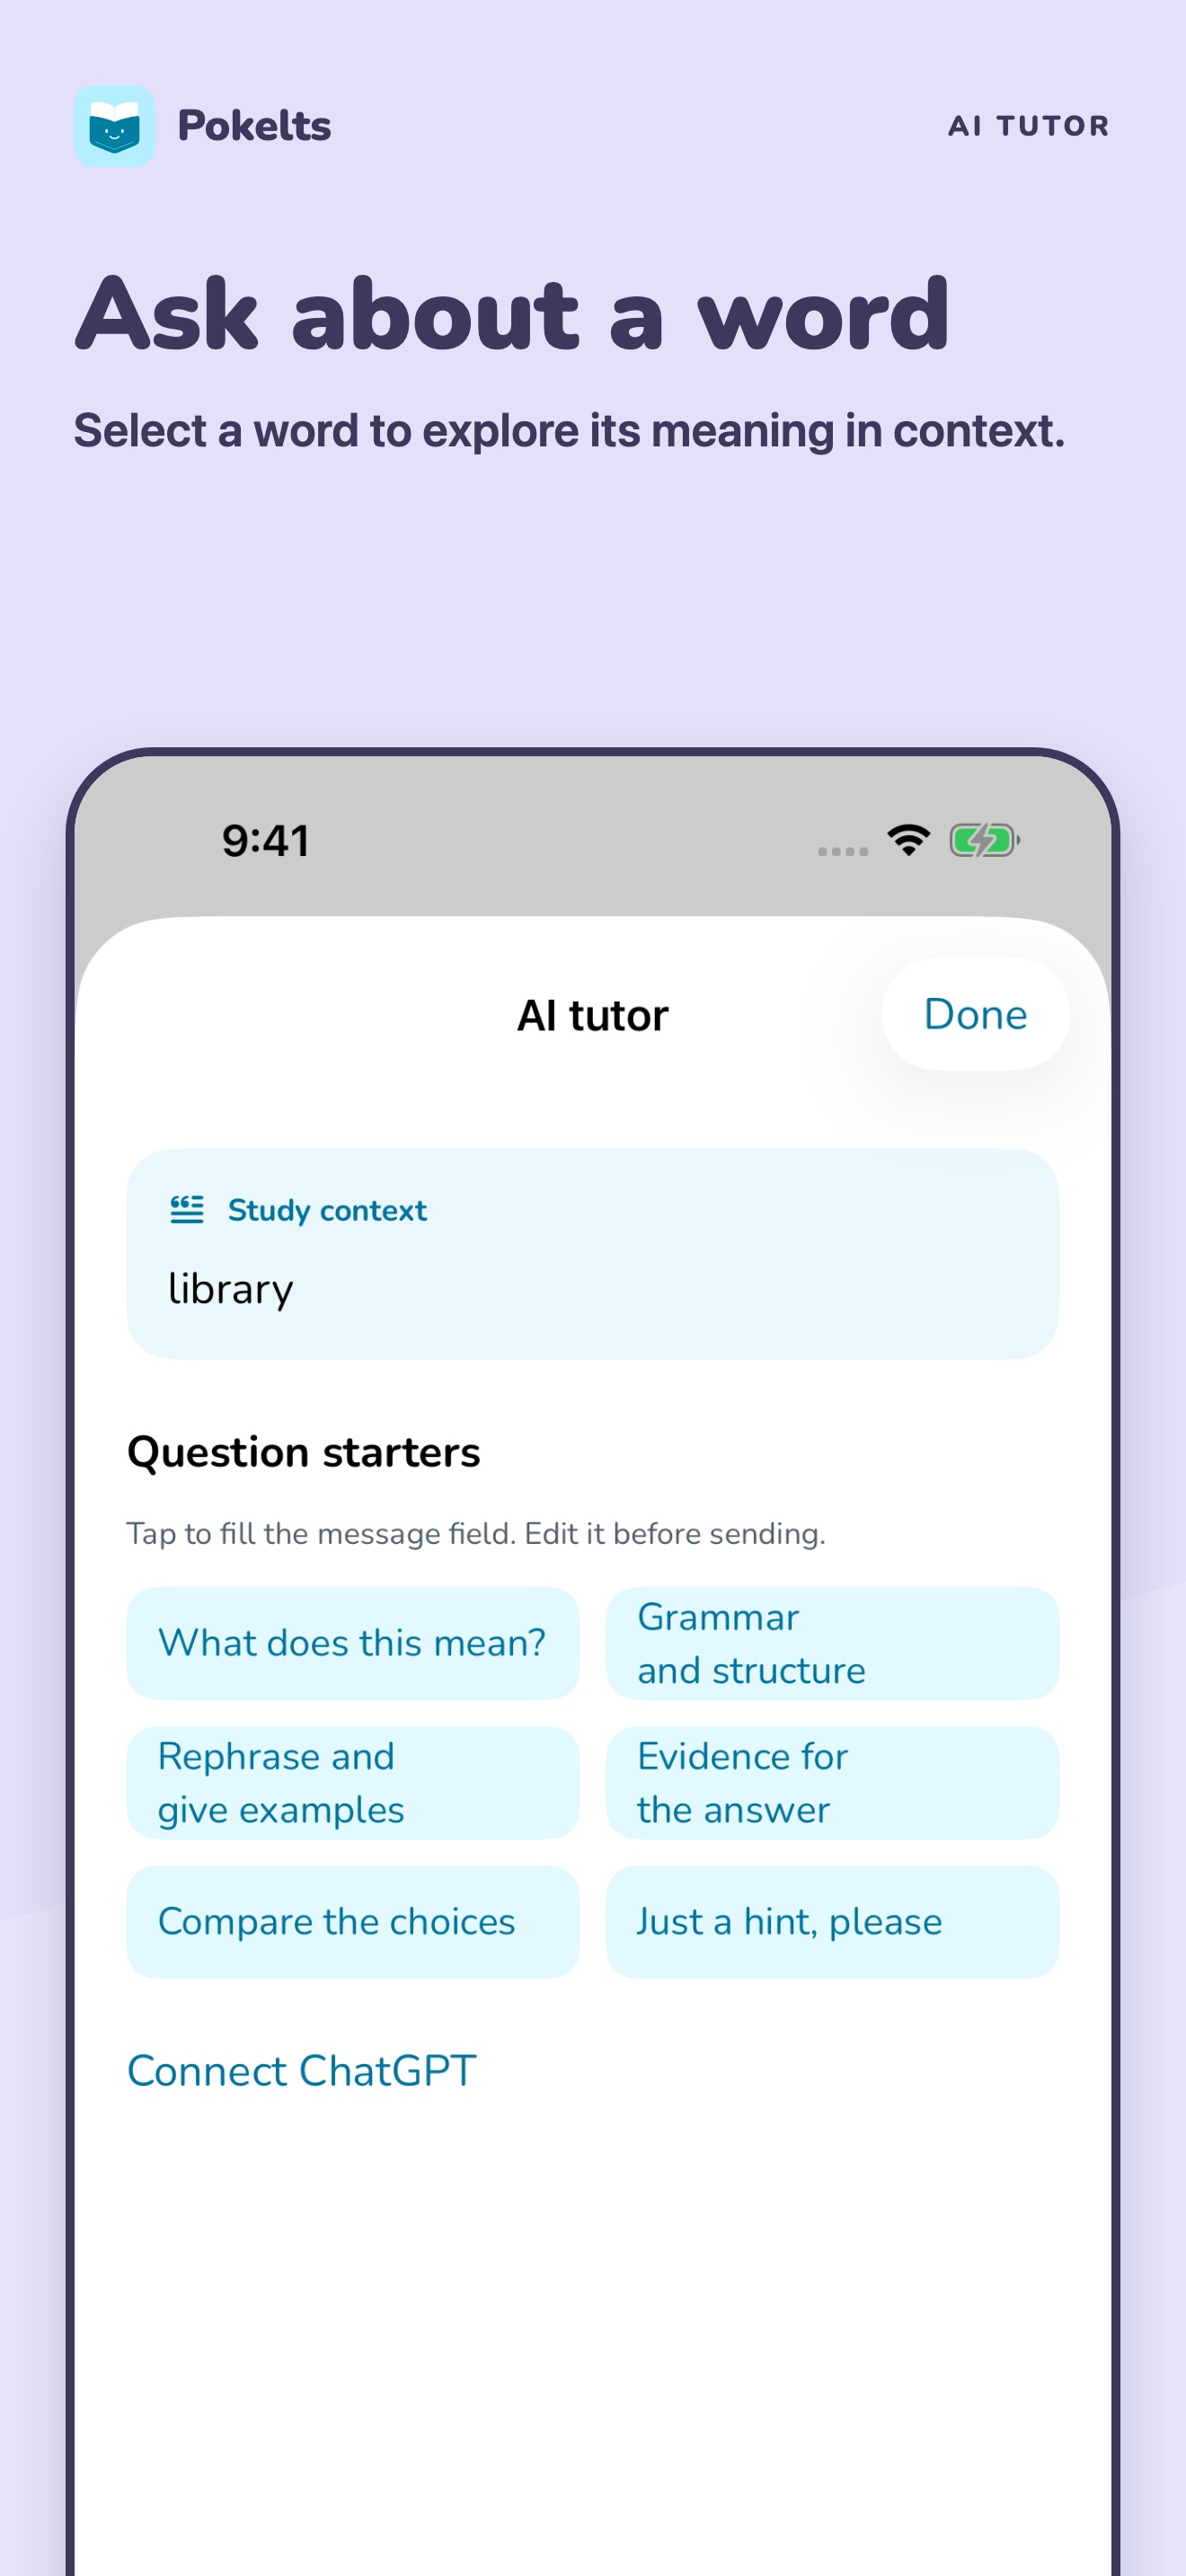 Pokelts
AI TUTOR
Ask about a word
Select a word to explore its meaning in context.
9:41
AI tutor
Done
Study context
library
Question starters
Tap to fill the message field. Edit it before sending.
What does this mean?
Grammar
and structure
Rephrase and
give examples
Evidence for
the answer
Compare the choices
Just a hint, please
Connect ChatGPT